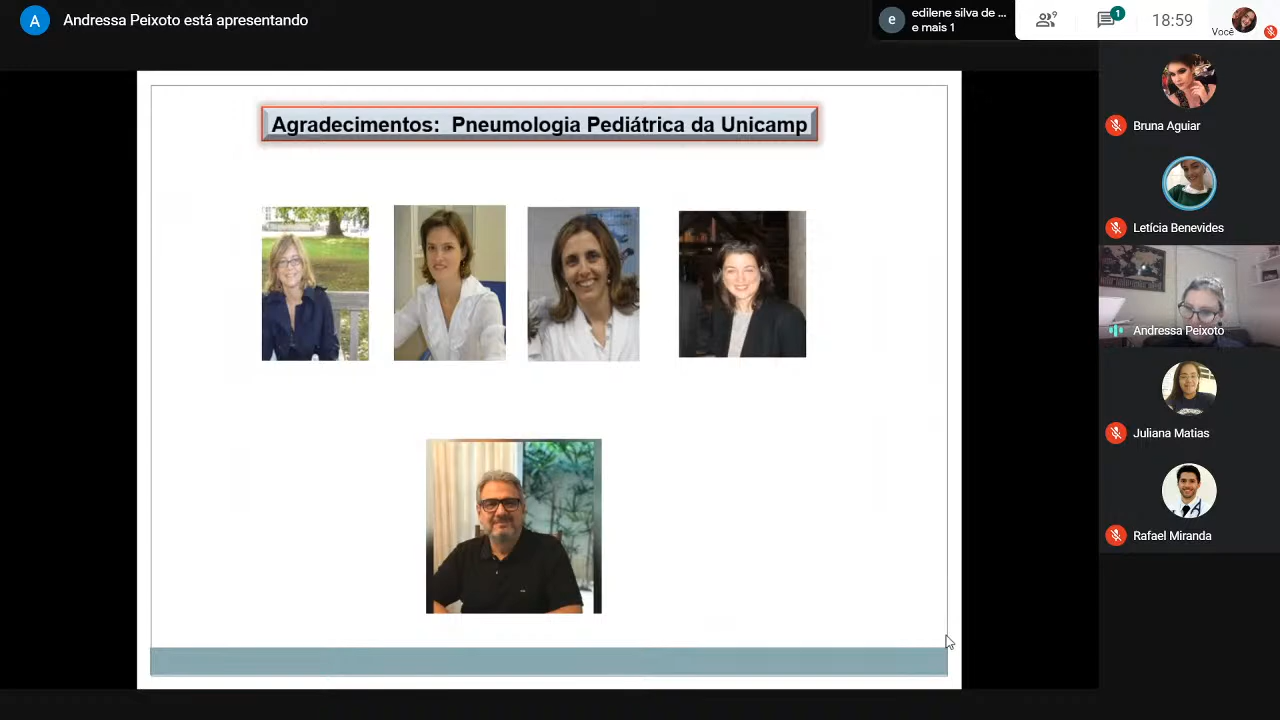 A
Andressa Peixoto está apresentando
e
edilene silva de ...
e mais 1
9
1
18:59
Você
Agradecimentos: Pneumologia Pediátrica da Unicamp
Bruna Aguiar
Letícia Benevides
Andressa Peixoto
Juliana Matias
Rafael Miranda